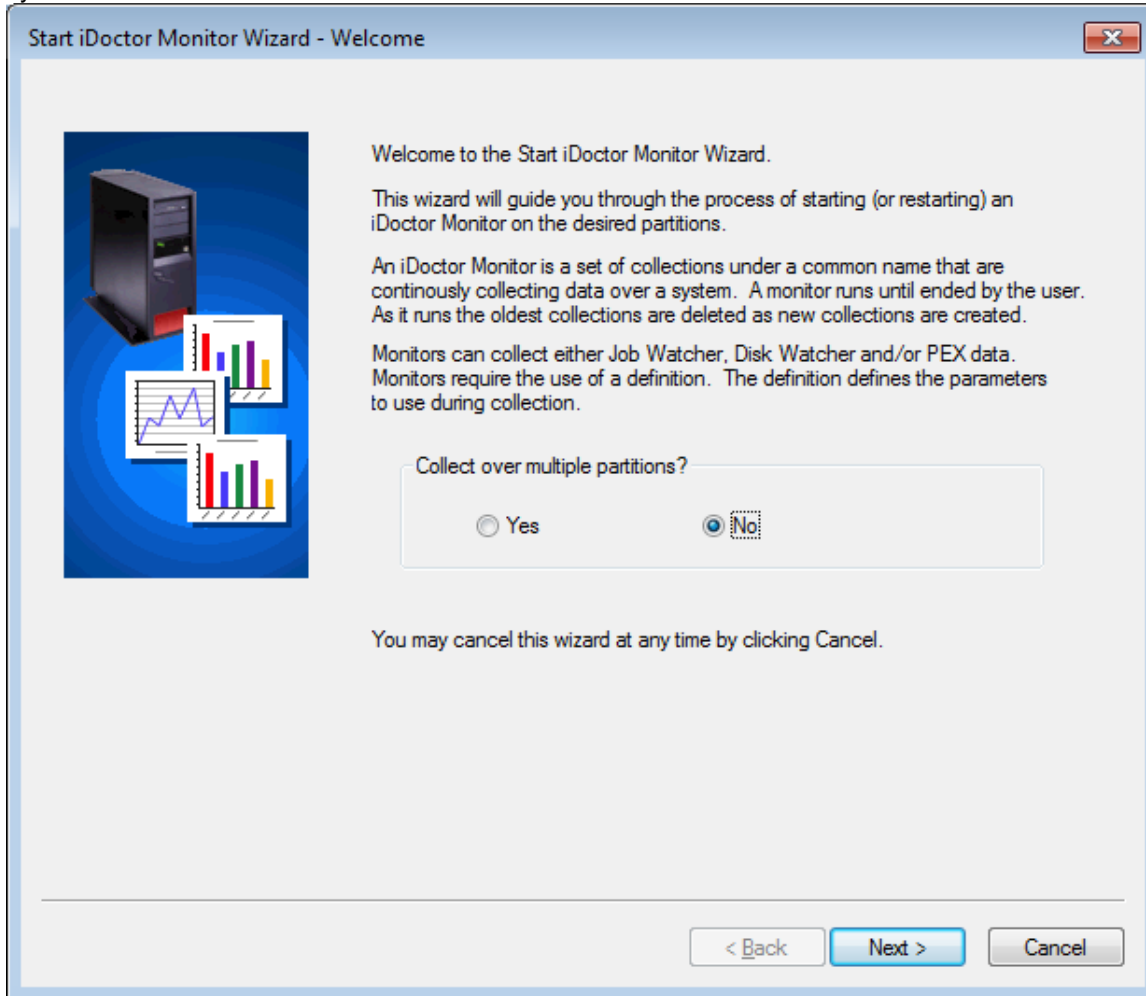 Start iDoctor Monitor Wizard - Welcome
Welcome to the Start iDoctor Monitor Wizard.
This wizard will guide you through the process of starting (or restarting) an
iDoctor Monitor on the desired partitions.
An iDoctor Monitor is a set of collections under a common name that are
continously collecting data over a system.  A monitor runs until ended by the user.
As it runs the oldest collections are deleted as new collections are created.
Monitors can collect either Job Watcher, Disk Watcher and/or PEX data.
Monitors require the use of a definition.  The definition defines the parameters
to use during collection.
Collect over multiple partitions?
Yes
No
You may cancel this wizard at any time by clicking Cancel.
< Back
Next >
Cancel